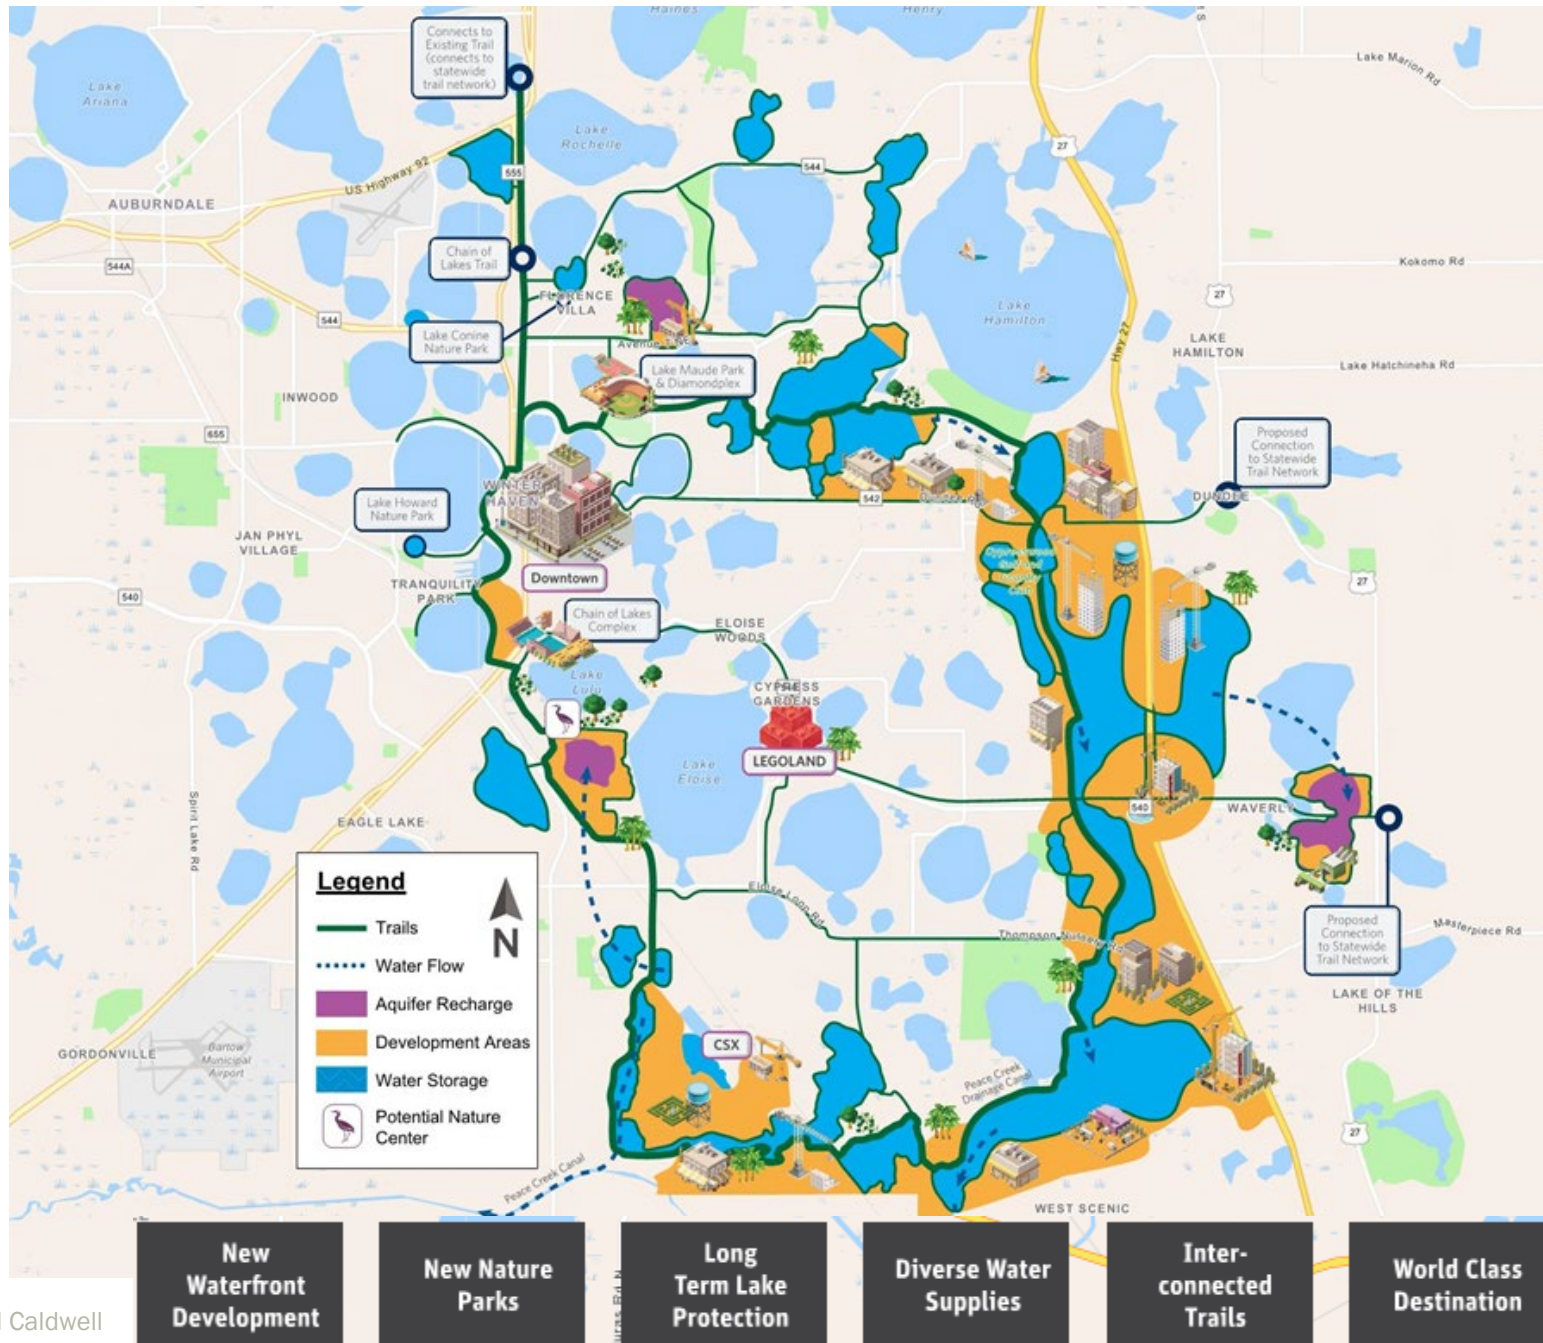 Haines
Henry
Connects to
Existing Trail
(connects to
statewide
trail network)
Lake
Ariana
Lake
Rochelle
Lake Marion Rd
27
555
544
US Highway 92
AUBURNDALE
544A
Chain of
Lakes Trail
FLORENCE
VILLA
Kokomo Rd
27
544
Lake
Hamilton
Hwy 27
Lake Conine
Nature Park
LAKE
HAMILTON
Lake Hatchineha Rd
Lake Maude Park
& Diamondplex
INWOOD
655
Proposed
Connection
to Statewide
Trail Network
WINTER
HAVEN
542
DUNDEE
Lake Howard
Nature Park
JAN PHYL
VILLAGE
Downtown
TRANQUILITY
PARK
540
27
Chain of Lakes
Complex
ELOISE
WOODS
Lake
Lulu
CYPRESS
GARDENS
LEGOLAND
Lake
Eloise
540
WAVERLY
Spirit Lake Rd
EAGLE LAKE
Eloise Loop Rd
Thompson Nursery Rd
Masterpiece Rd
Proposed
Connection
to Statewide
Trail Network
LAKE OF THE
HILLS
Legend
N
Trails
Water Flow
Aquifer Recharge
Development Areas
Water Storage
Potential Nature
Center
GORDONVILLE
Bartow
Municipal
Airport
CSX
Peace Creek
Drainage Canal
27
Peace Creek Canal
WEST SCENIC
New
Waterfront
Development
New Nature
Parks
Long
Term Lake
Protection
Diverse Water
Supplies
Inter-
connected
Trails
World Class
Destination
Caldwell